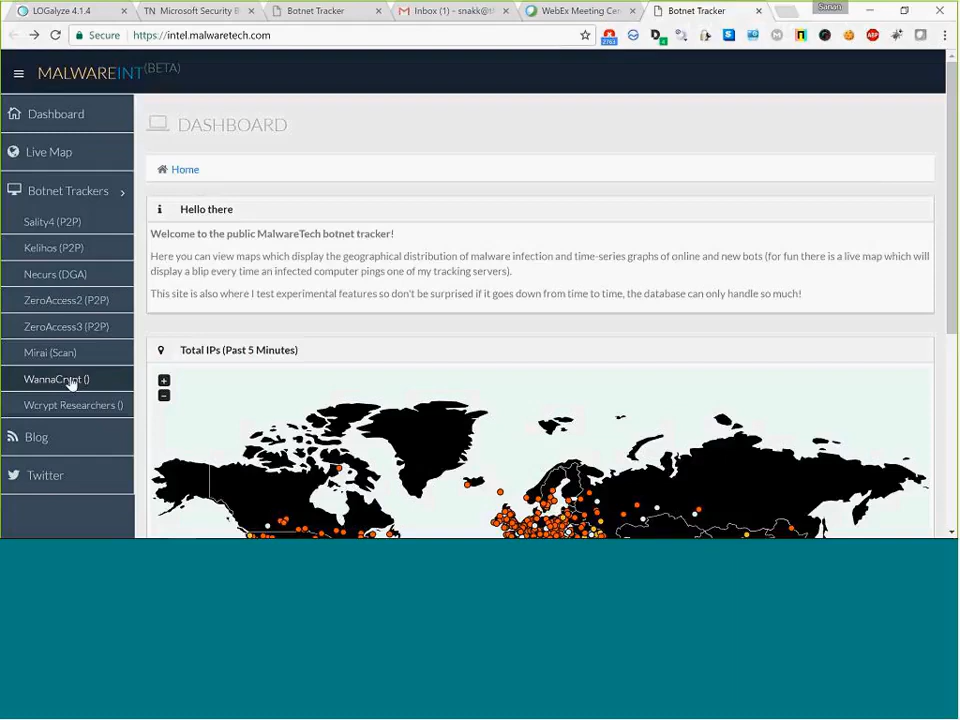 LOGalyze 4.1.4
TN Microsoft Security B
Botnet Tracker
Inbox (1) - snakk@tl
WebEx Meeting Cen
Botnet Tracker
Sanan
Secure
https://intel.malwaretech.com
2763
ABP
MALWAREINT(BETA)
Dashboard
Live Map
Botnet Trackers
Sality4 (P2P)
Kelihos (P2P)
Necurs (DGA)
ZeroAccess2 (P2P)
ZeroAccess3 (P2P)
Mirai (Scan)
WannaCrypt ()
Wcrypt Researchers ()
Blog
Twitter
DASHBOARD
Home
Hello there
Welcome to the public MalwareTech botnet tracker!
Here you can view maps which display the geographical distribution of malware infection and time-series graphs of online and new bots (for fun there is a live map which will
display a blip every time an infected computer pings one of my tracking servers).
This site is also where I test experimental features so don't be surprised if it goes down from time to time, the database can only handle so much!
Total IPs (Past 5 Minutes)
+
−